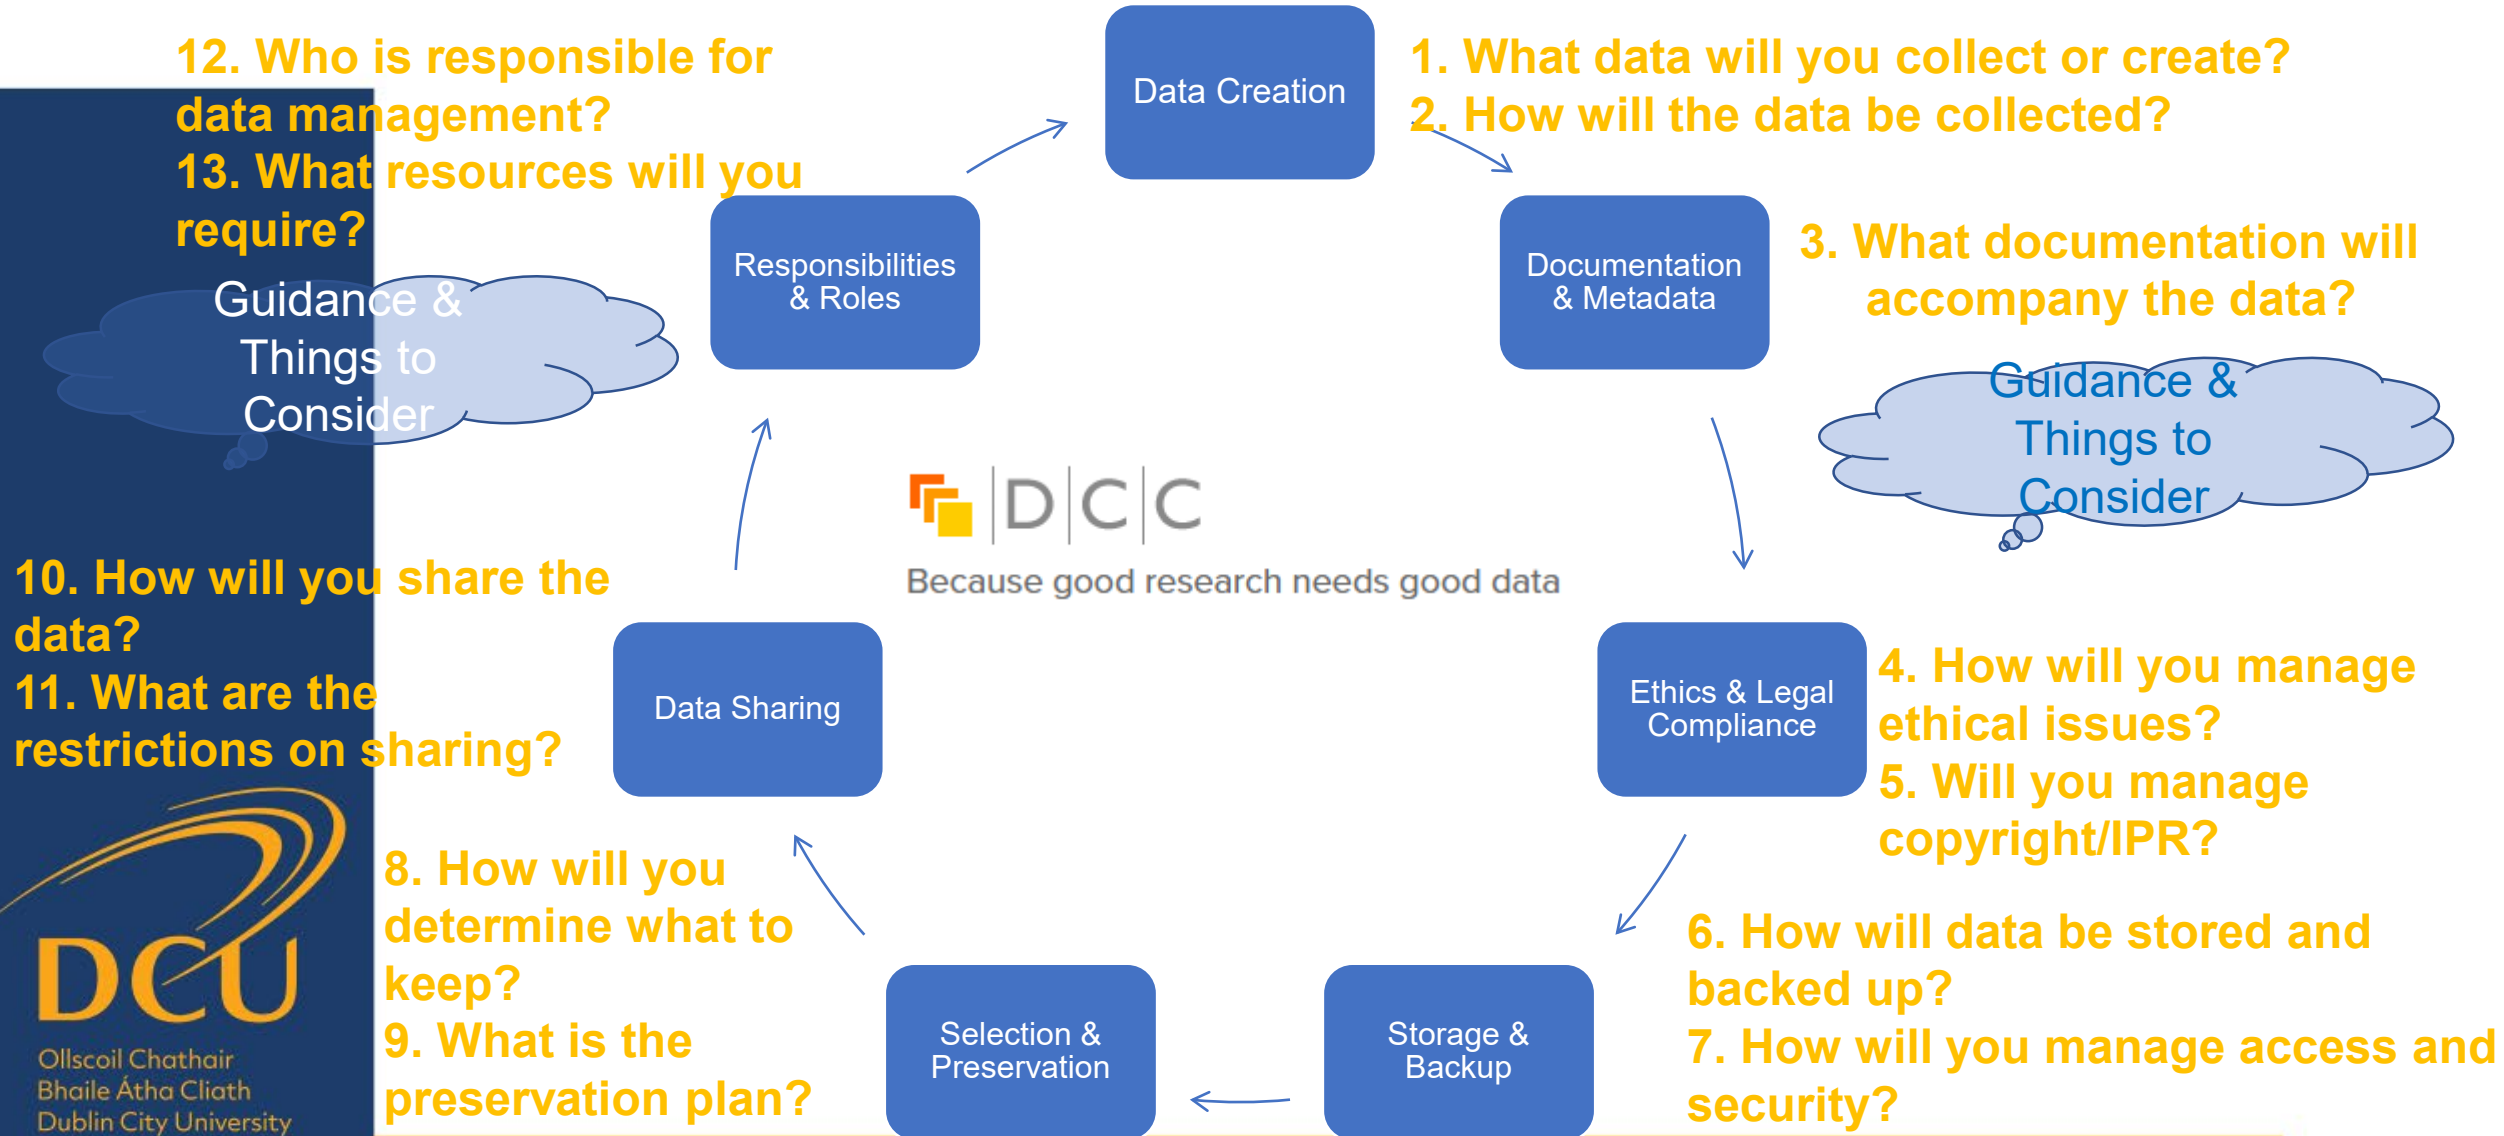 Data Creation
1. What data will you collect or create?
2. How will the data be collected?
Documentation
& Metadata
3. What documentation will
accompany the data?
Guidance &
Things to
Consider
Ethics & Legal
Compliance
4. How will you manage
ethical issues?
5. Will you manage
copyright/IPR?
Storage &
Backup
6. How will data be stored and
backed up?
7. How will you manage access and
security?
Selection &
Preservation
8. How will you
determine what to
keep?
9. What is the
preservation plan?
Data Sharing
10. How will you share the
data?
11. What are the
restrictions on sharing?
Responsibilities
& Roles
12. Who is responsible for
data management?
13. What resources will you
require?
Guidance &
Things to
Consider
DCC
Because good research needs good data
DCU
Ollscoil Chathair
Bhaile Átha Cliath
Dublin City University